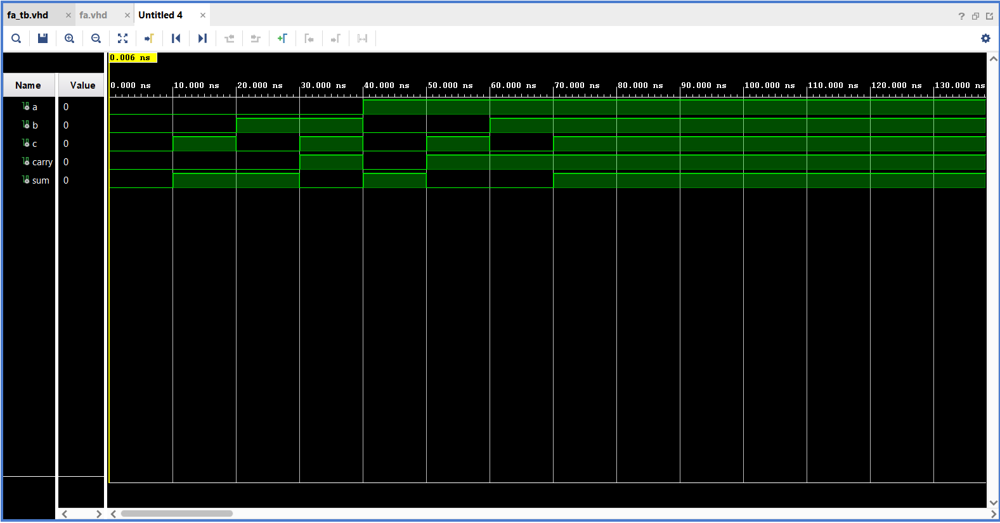 fa_tb.vhd × fa.vhd × Untitled 4 ×
?
0.006 ns
Name Value
0.000 ns 10.000 ns 20.000 ns 30.000 ns 40.000 ns 50.000 ns 60.000 ns 70.000 ns 80.000 ns 90.000 ns 100.000 ns 110.000 ns 120.000 ns 130.000 ns
a 0
b 0
c 0
carry 0
sum 0